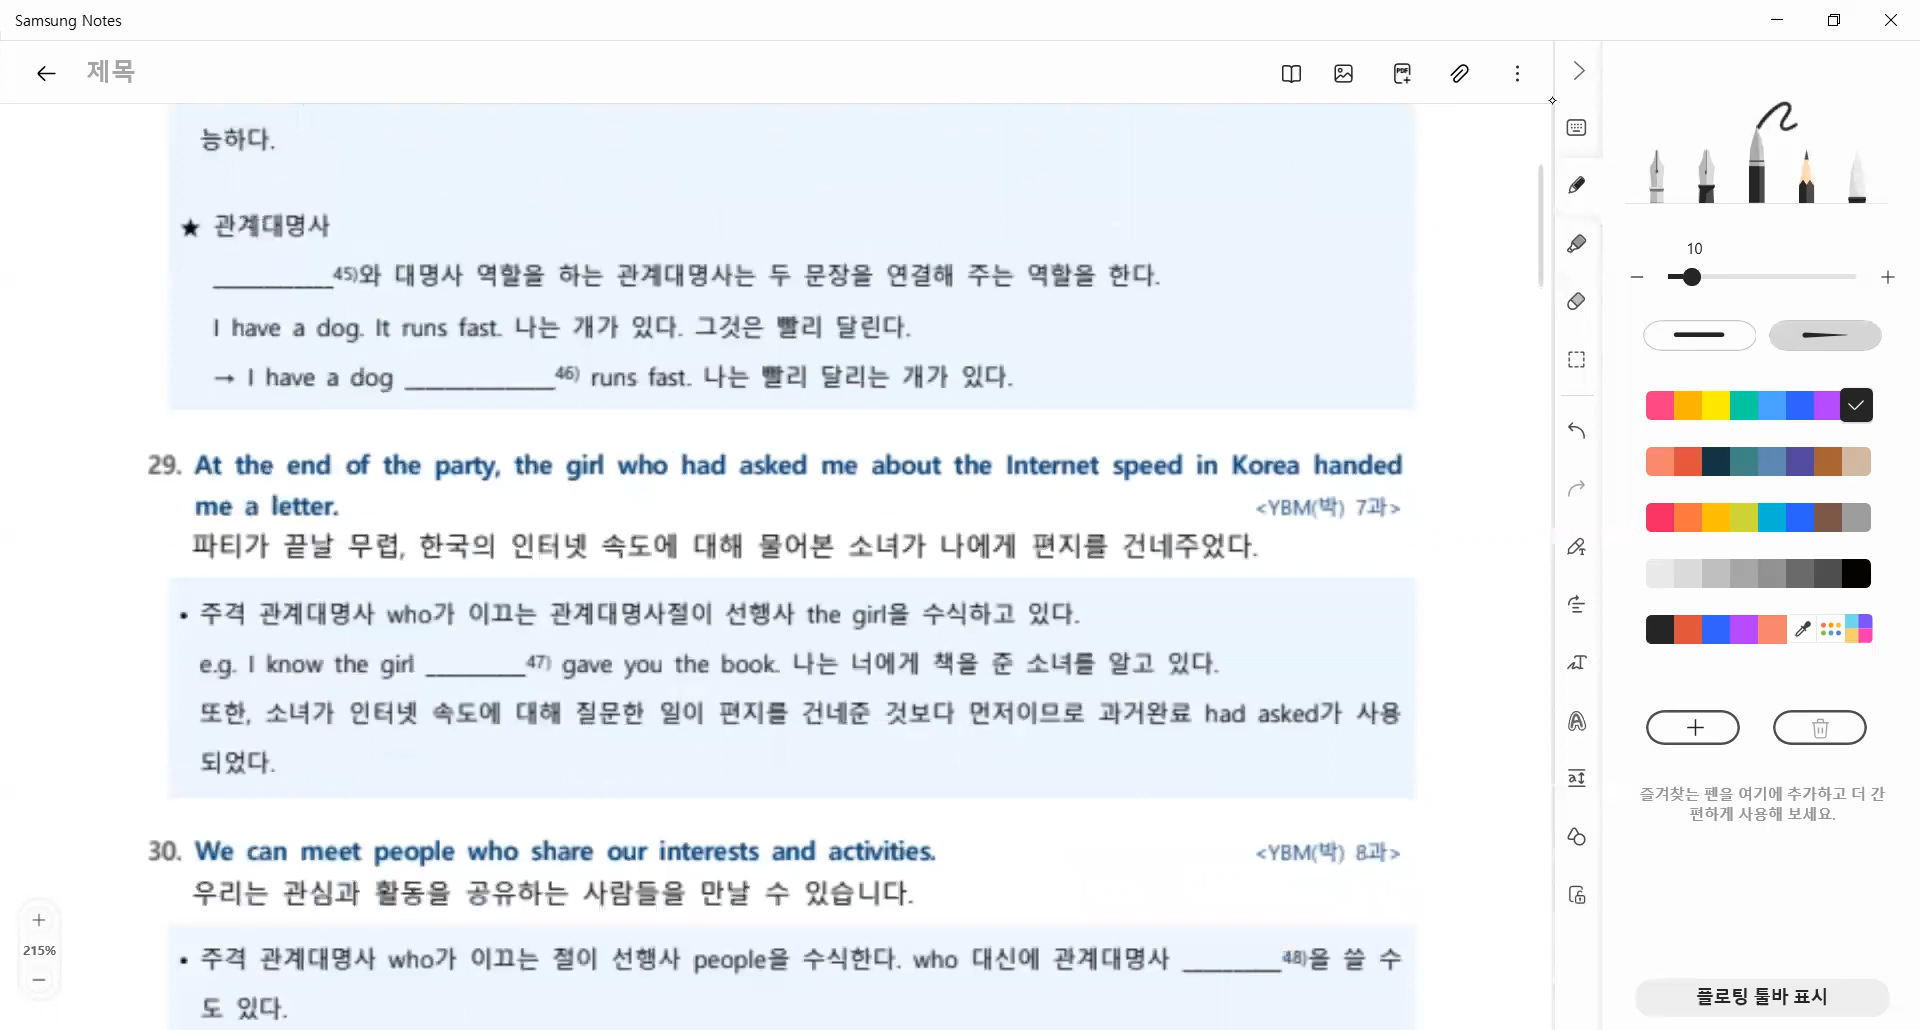 Samsung Notes
제목
능하다.
★ 관계대명사
____________45)와 대명사 역할을 하는 관계대명사는 두 문장을 연결해 주는 역할을 한다.
I have a dog. It runs fast. 나는 개가 있다. 그것은 빨리 달린다.
→ I have a dog _______________46) runs fast. 나는 빨리 달리는 개가 있다.
29. At the end of the party, the girl who had asked me about the Internet speed in Korea handed
me a letter. <YBM(박) 7과>
파티가 끝날 무렵, 한국의 인터넷 속도에 대해 물어본 소녀가 나에게 편지를 건네주었다.
• 주격 관계대명사 who가 이끄는 관계대명사절이 선행사 the girl을 수식하고 있다.
e.g. I know the girl __________47) gave you the book. 나는 너에게 책을 준 소녀를 알고 있다.
또한, 소녀가 인터넷 속도에 대해 질문한 일이 편지를 건네준 것보다 먼저이므로 과거완료 had asked가 사용
되었다.
30. We can meet people who share our interests and activities. <YBM(박) 8과>
우리는 관심과 활동을 공유하는 사람들을 만날 수 있습니다.
• 주격 관계대명사 who가 이끄는 절이 선행사 people을 수식한다. who 대신에 관계대명사 __________48)을 쓸 수
도 있다.
215%
PDF
10
즐겨찾는 펜을 여기에 추가하고 더 간
편하게 사용해 보세요.
플로팅 툴바 표시